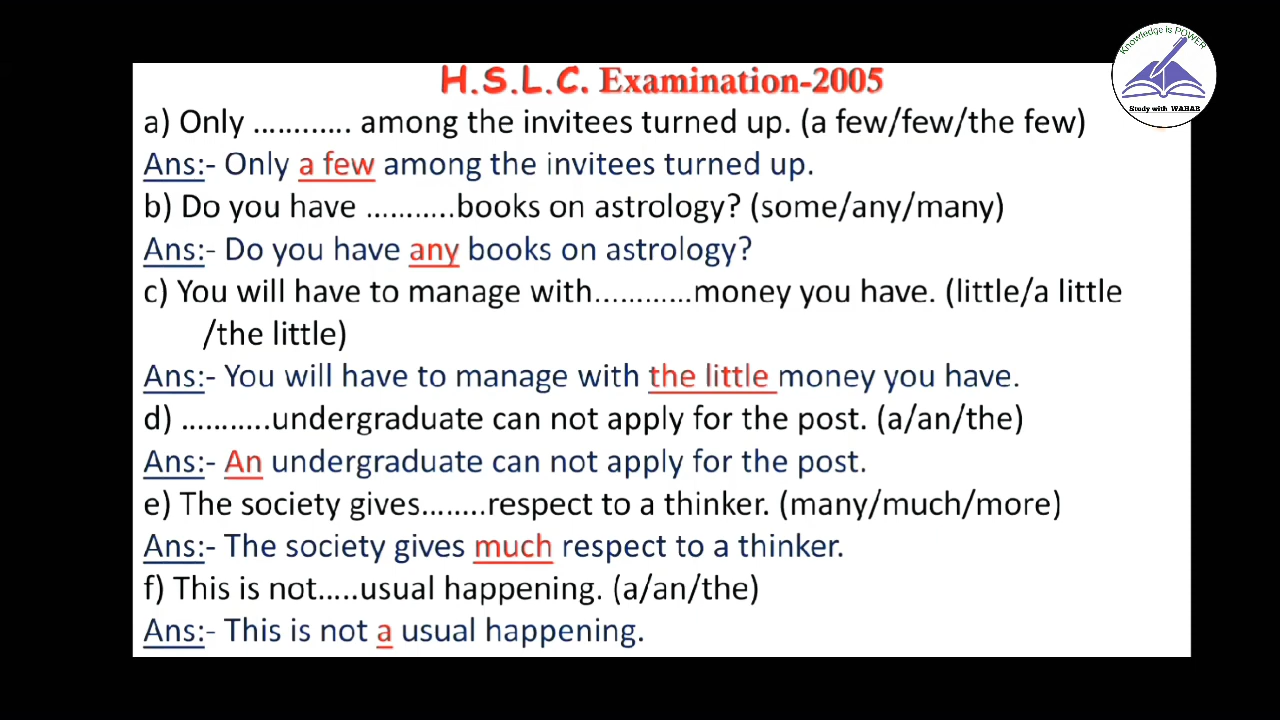 Knowledge is POWER
Study with WAHAB
H.S.L.C. Examination-2005
a) Only ............ among the invitees turned up. (a few/few/the few)
Ans:- Only a few among the invitees turned up.
b) Do you have ...........books on astrology? (some/any/many)
Ans:- Do you have any books on astrology?
c) You will have to manage with............money you have. (little/a little
/the little)
Ans:- You will have to manage with the little money you have.
d) ...........undergraduate can not apply for the post. (a/an/the)
Ans:- An undergraduate can not apply for the post.
e) The society gives........respect to a thinker. (many/much/more)
Ans:- The society gives much respect to a thinker.
f) This is not.....usual happening. (a/an/the)
Ans:- This is not a usual happening.